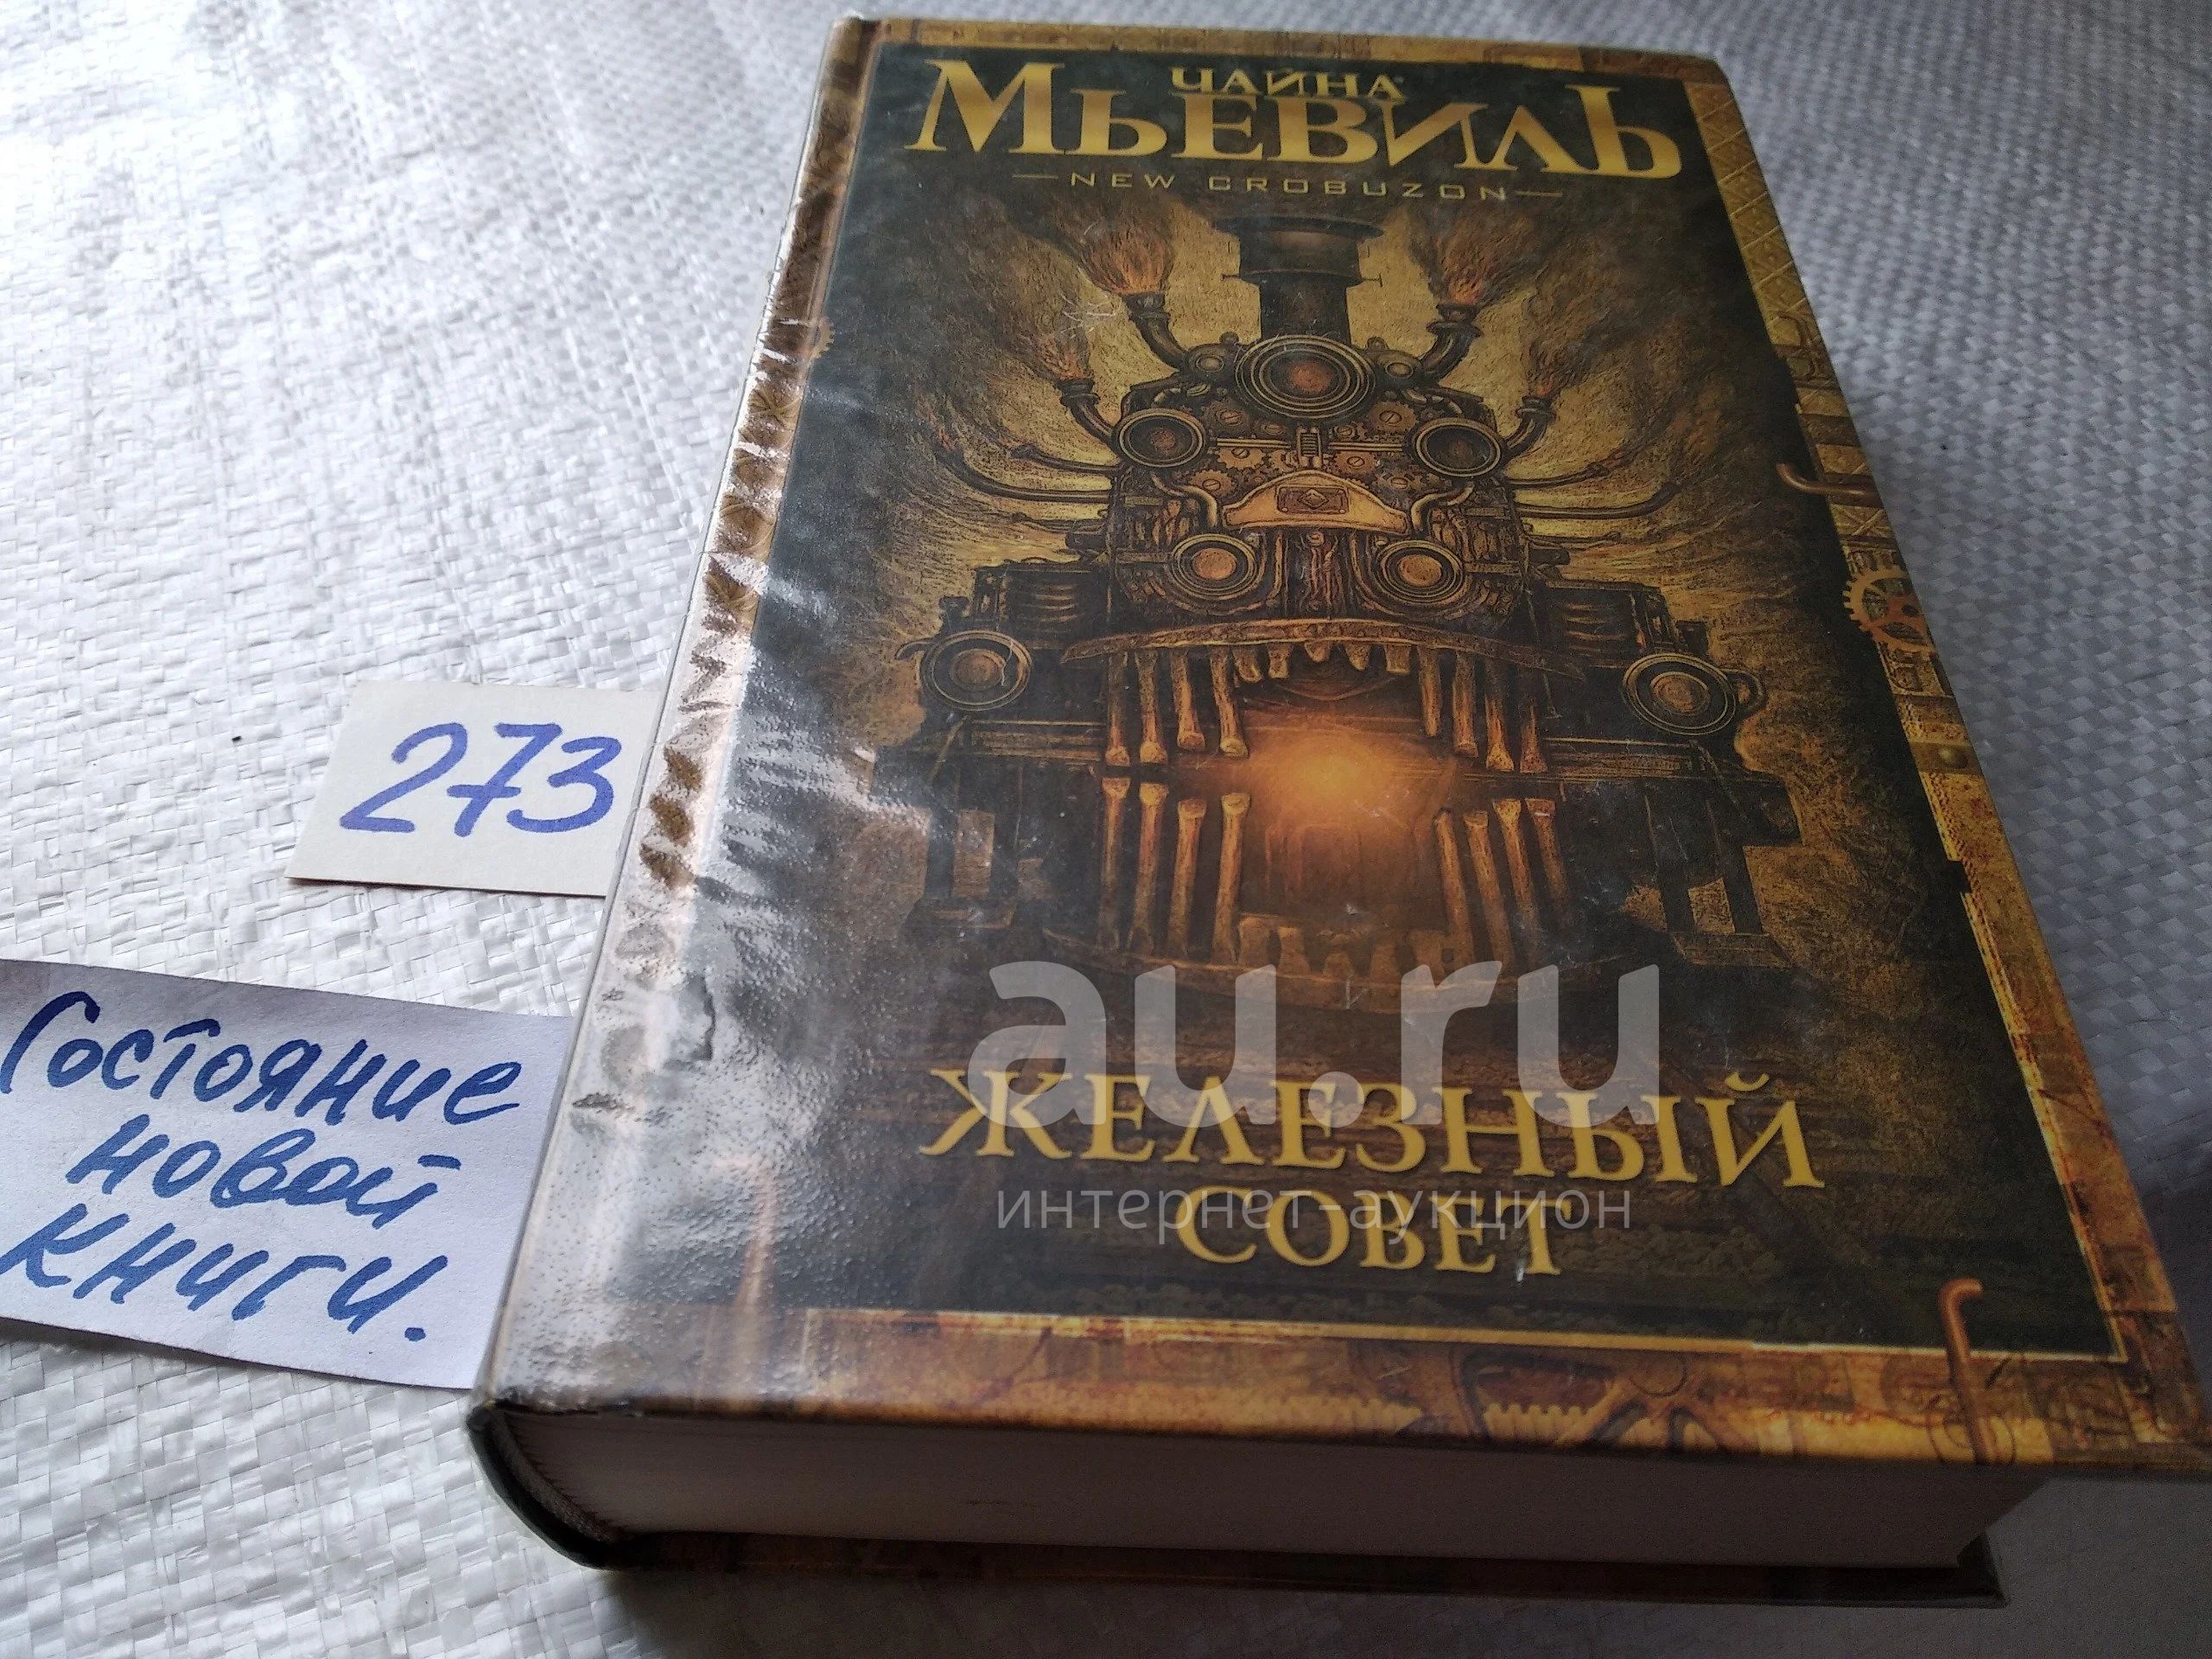 ЧАЙНА
МЬЕВИЛЬ
NEW CROBUZON
273
Состояние
новой
книги.
au.ru
ЖЕЛЕЗНЫЙ
интернет-аукцион
СОВЕТ